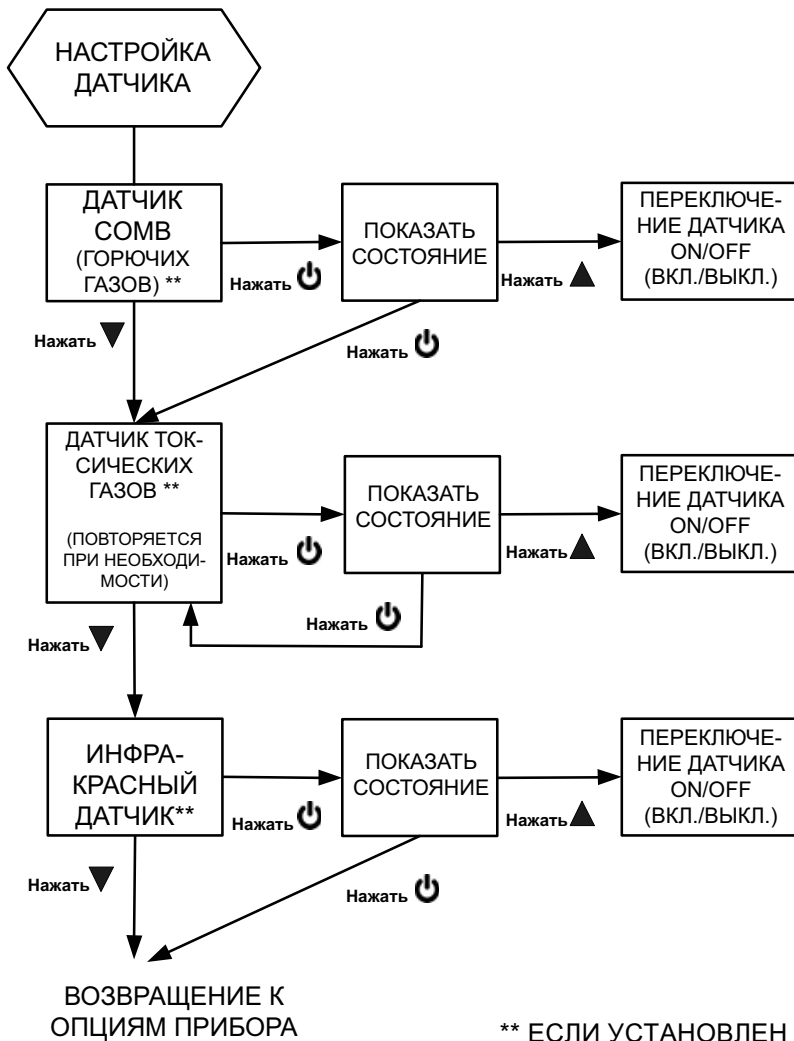 НАСТРОЙКА
ДАТЧИКА
ДАТЧИК
COMB
(ГОРЮЧИХ
ГАЗОВ) **
Нажать
ПОКАЗАТЬ
СОСТОЯНИЕ
Нажать
ПЕРЕКЛЮЧЕ-
НИЕ ДАТЧИКА
ON/OFF
(ВКЛ./ВЫКЛ.)
Нажать
Нажать
ДАТЧИК ТОК-
СИЧЕСКИХ
ГАЗОВ **
(ПОВТОРЯЕТСЯ
ПРИ НЕОБХОДИ-
МОСТИ)
Нажать
ПОКАЗАТЬ
СОСТОЯНИЕ
Нажать
ПЕРЕКЛЮЧЕ-
НИЕ ДАТЧИКА
ON/OFF
(ВКЛ./ВЫКЛ.)
Нажать
Нажать
ИНФРА-
КРАСНЫЙ
ДАТЧИК**
Нажать
ПОКАЗАТЬ
СОСТОЯНИЕ
Нажать
ПЕРЕКЛЮЧЕ-
НИЕ ДАТЧИКА
ON/OFF
(ВКЛ./ВЫКЛ.)
Нажать
Нажать
ВОЗВРАЩЕНИЕ К
ОПЦИЯМ ПРИБОРА
** ЕСЛИ УСТАНОВЛЕН